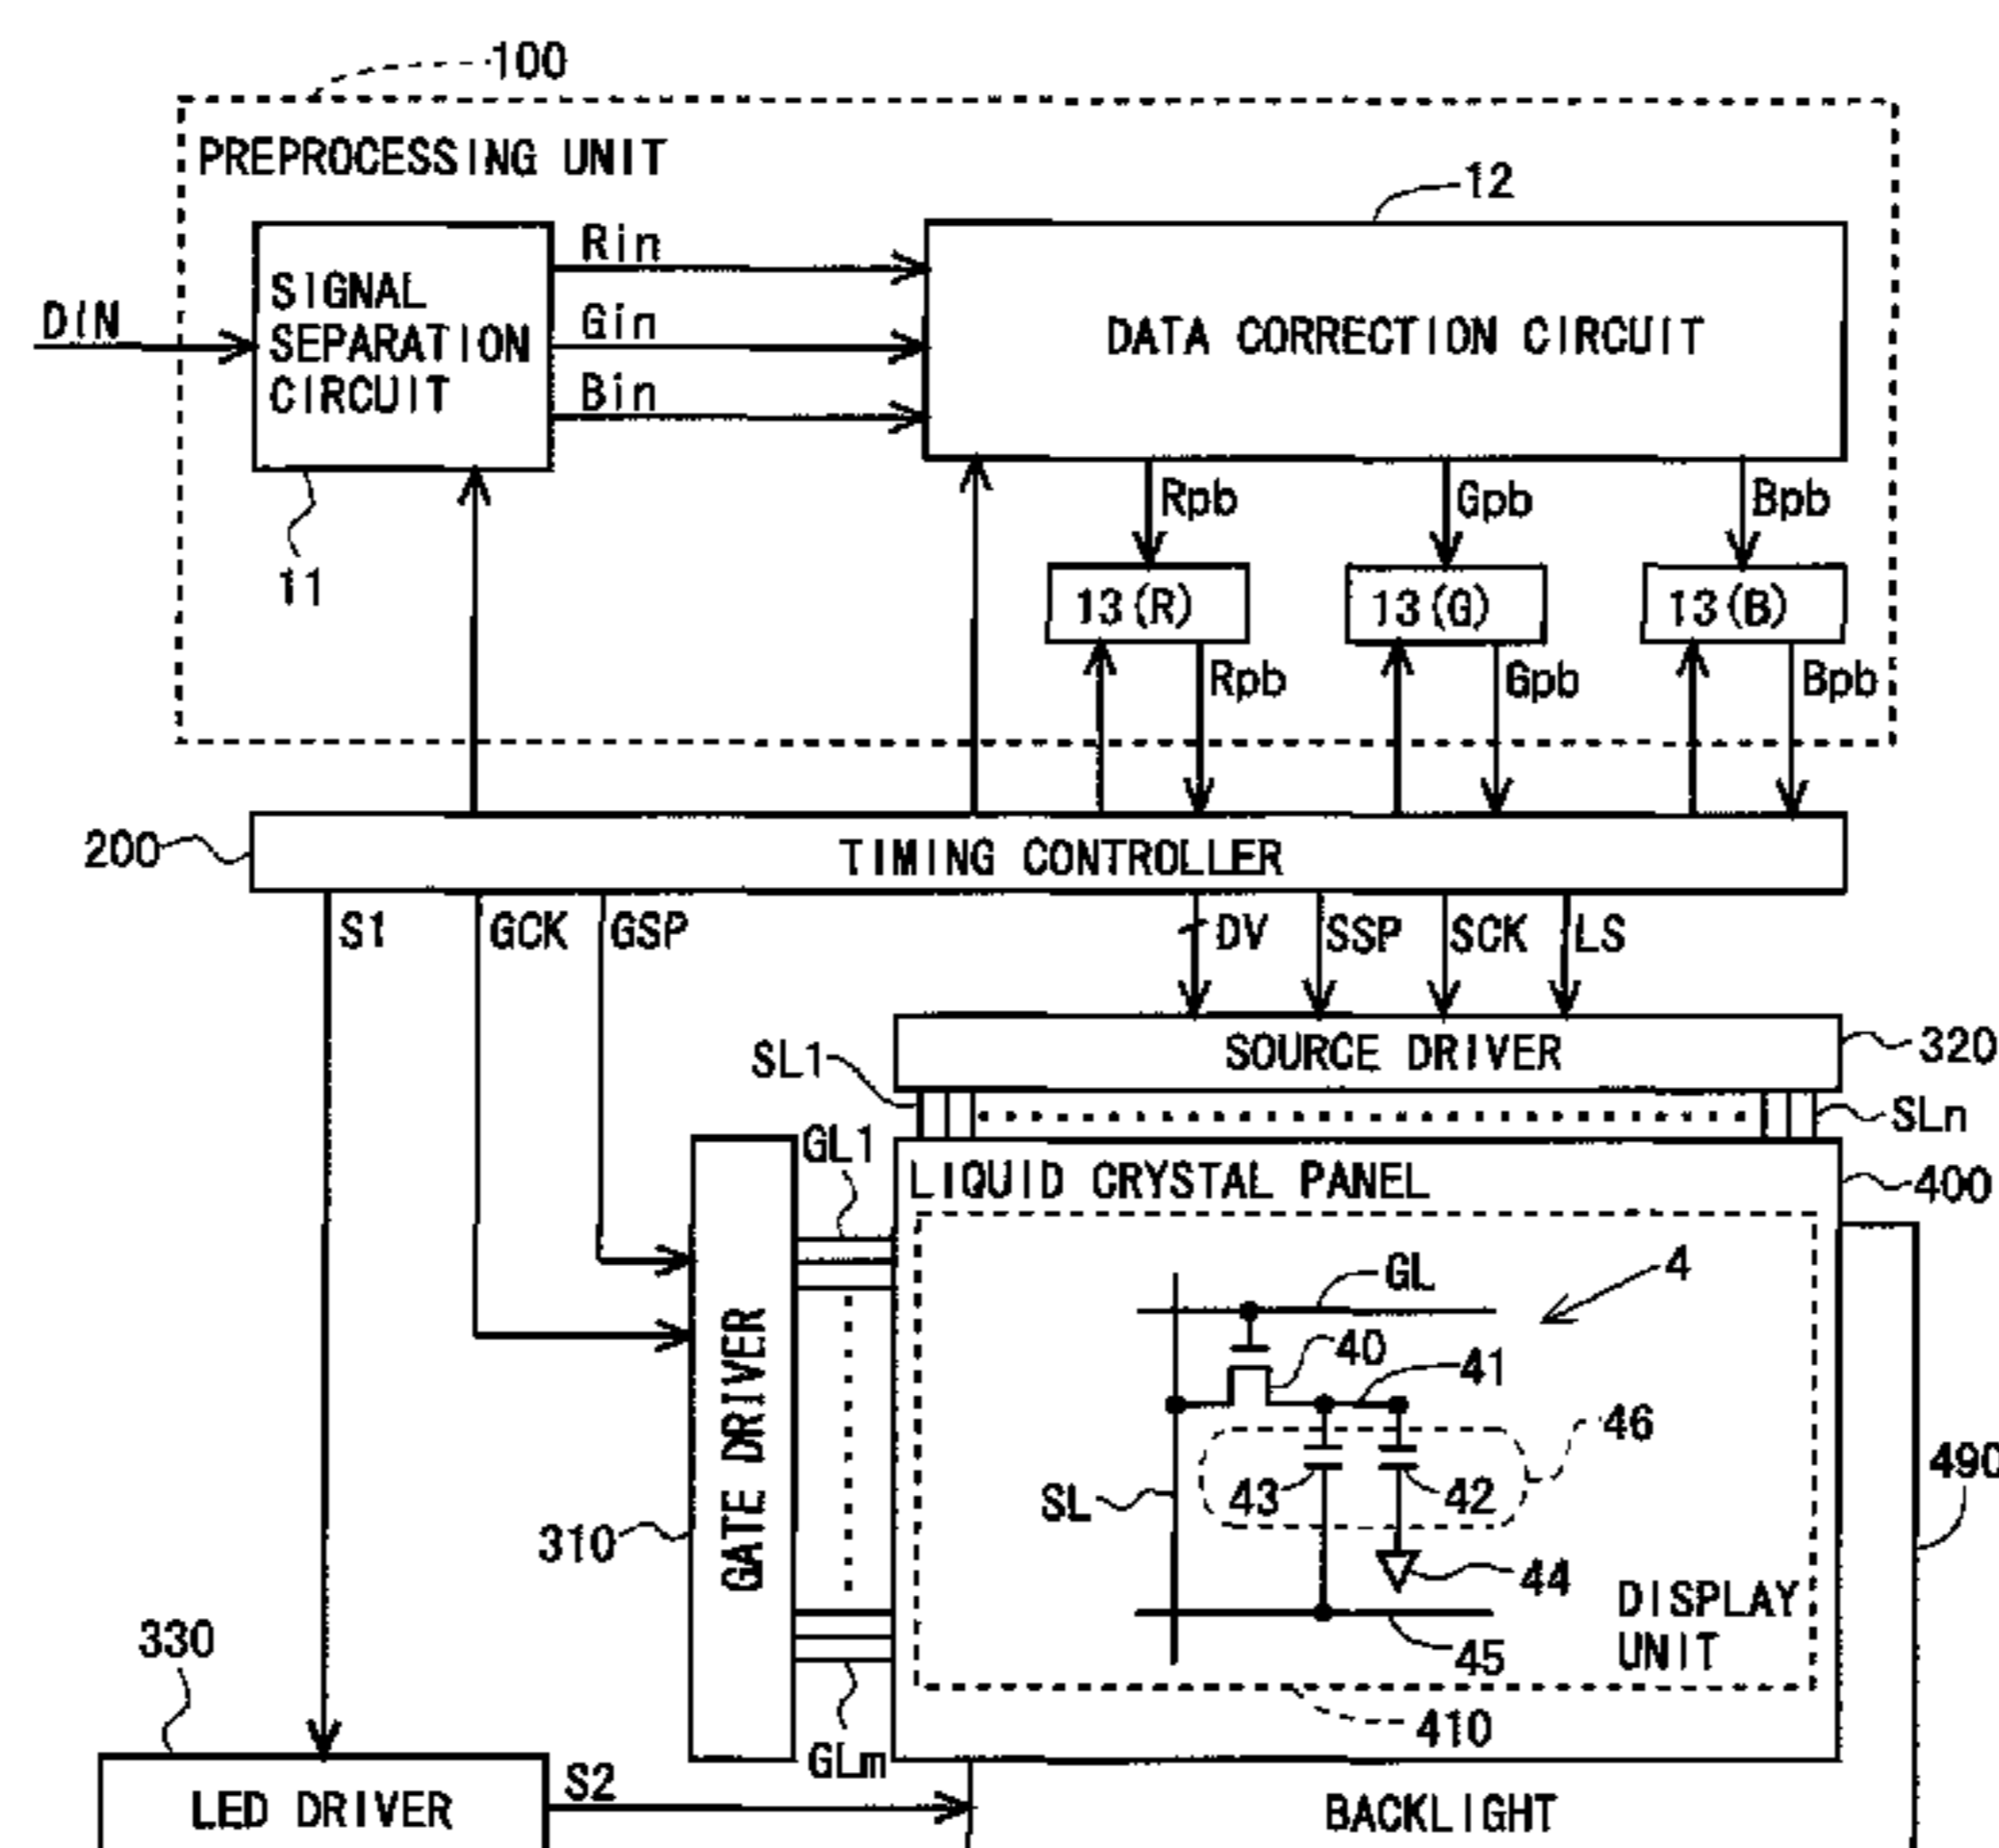 100
PREPROCESSING UNIT
12
Rin
DIN
SIGNAL
SEPARATION
CIRCUIT
Gin
DATA CORRECTION CIRCUIT
Bin
Rpb
Gpb
Bpb
11
13(R)
13(G)
13(B)
Rpb
Gpb
Bpb
200
TIMING CONTROLLER
S1
GCK
GSP
DV
SSP
SCK
LS
SL1
SOURCE DRIVER
320
SLn
GL1
LIQUID CRYSTAL PANEL
400
GL
4
40
41
46
GATE DRIVER
SL
43
42
490
310
44
DISPLAY
UNIT
330
45
410
GLm
LED DRIVER
S2
BACKLIGHT